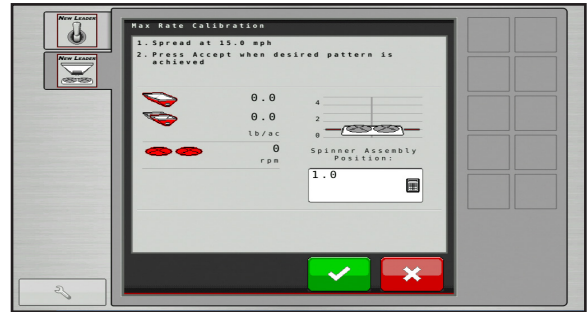 NEW LEADER
NEW LEADER
Max Rate Calibration
1. Spread at 15.0 mph
2. Press Accept when desired pattern is
achieved
0.0
0.0
lb/ac
0
rpm
4
2
0
Spinner Assembly
Position:
1.0